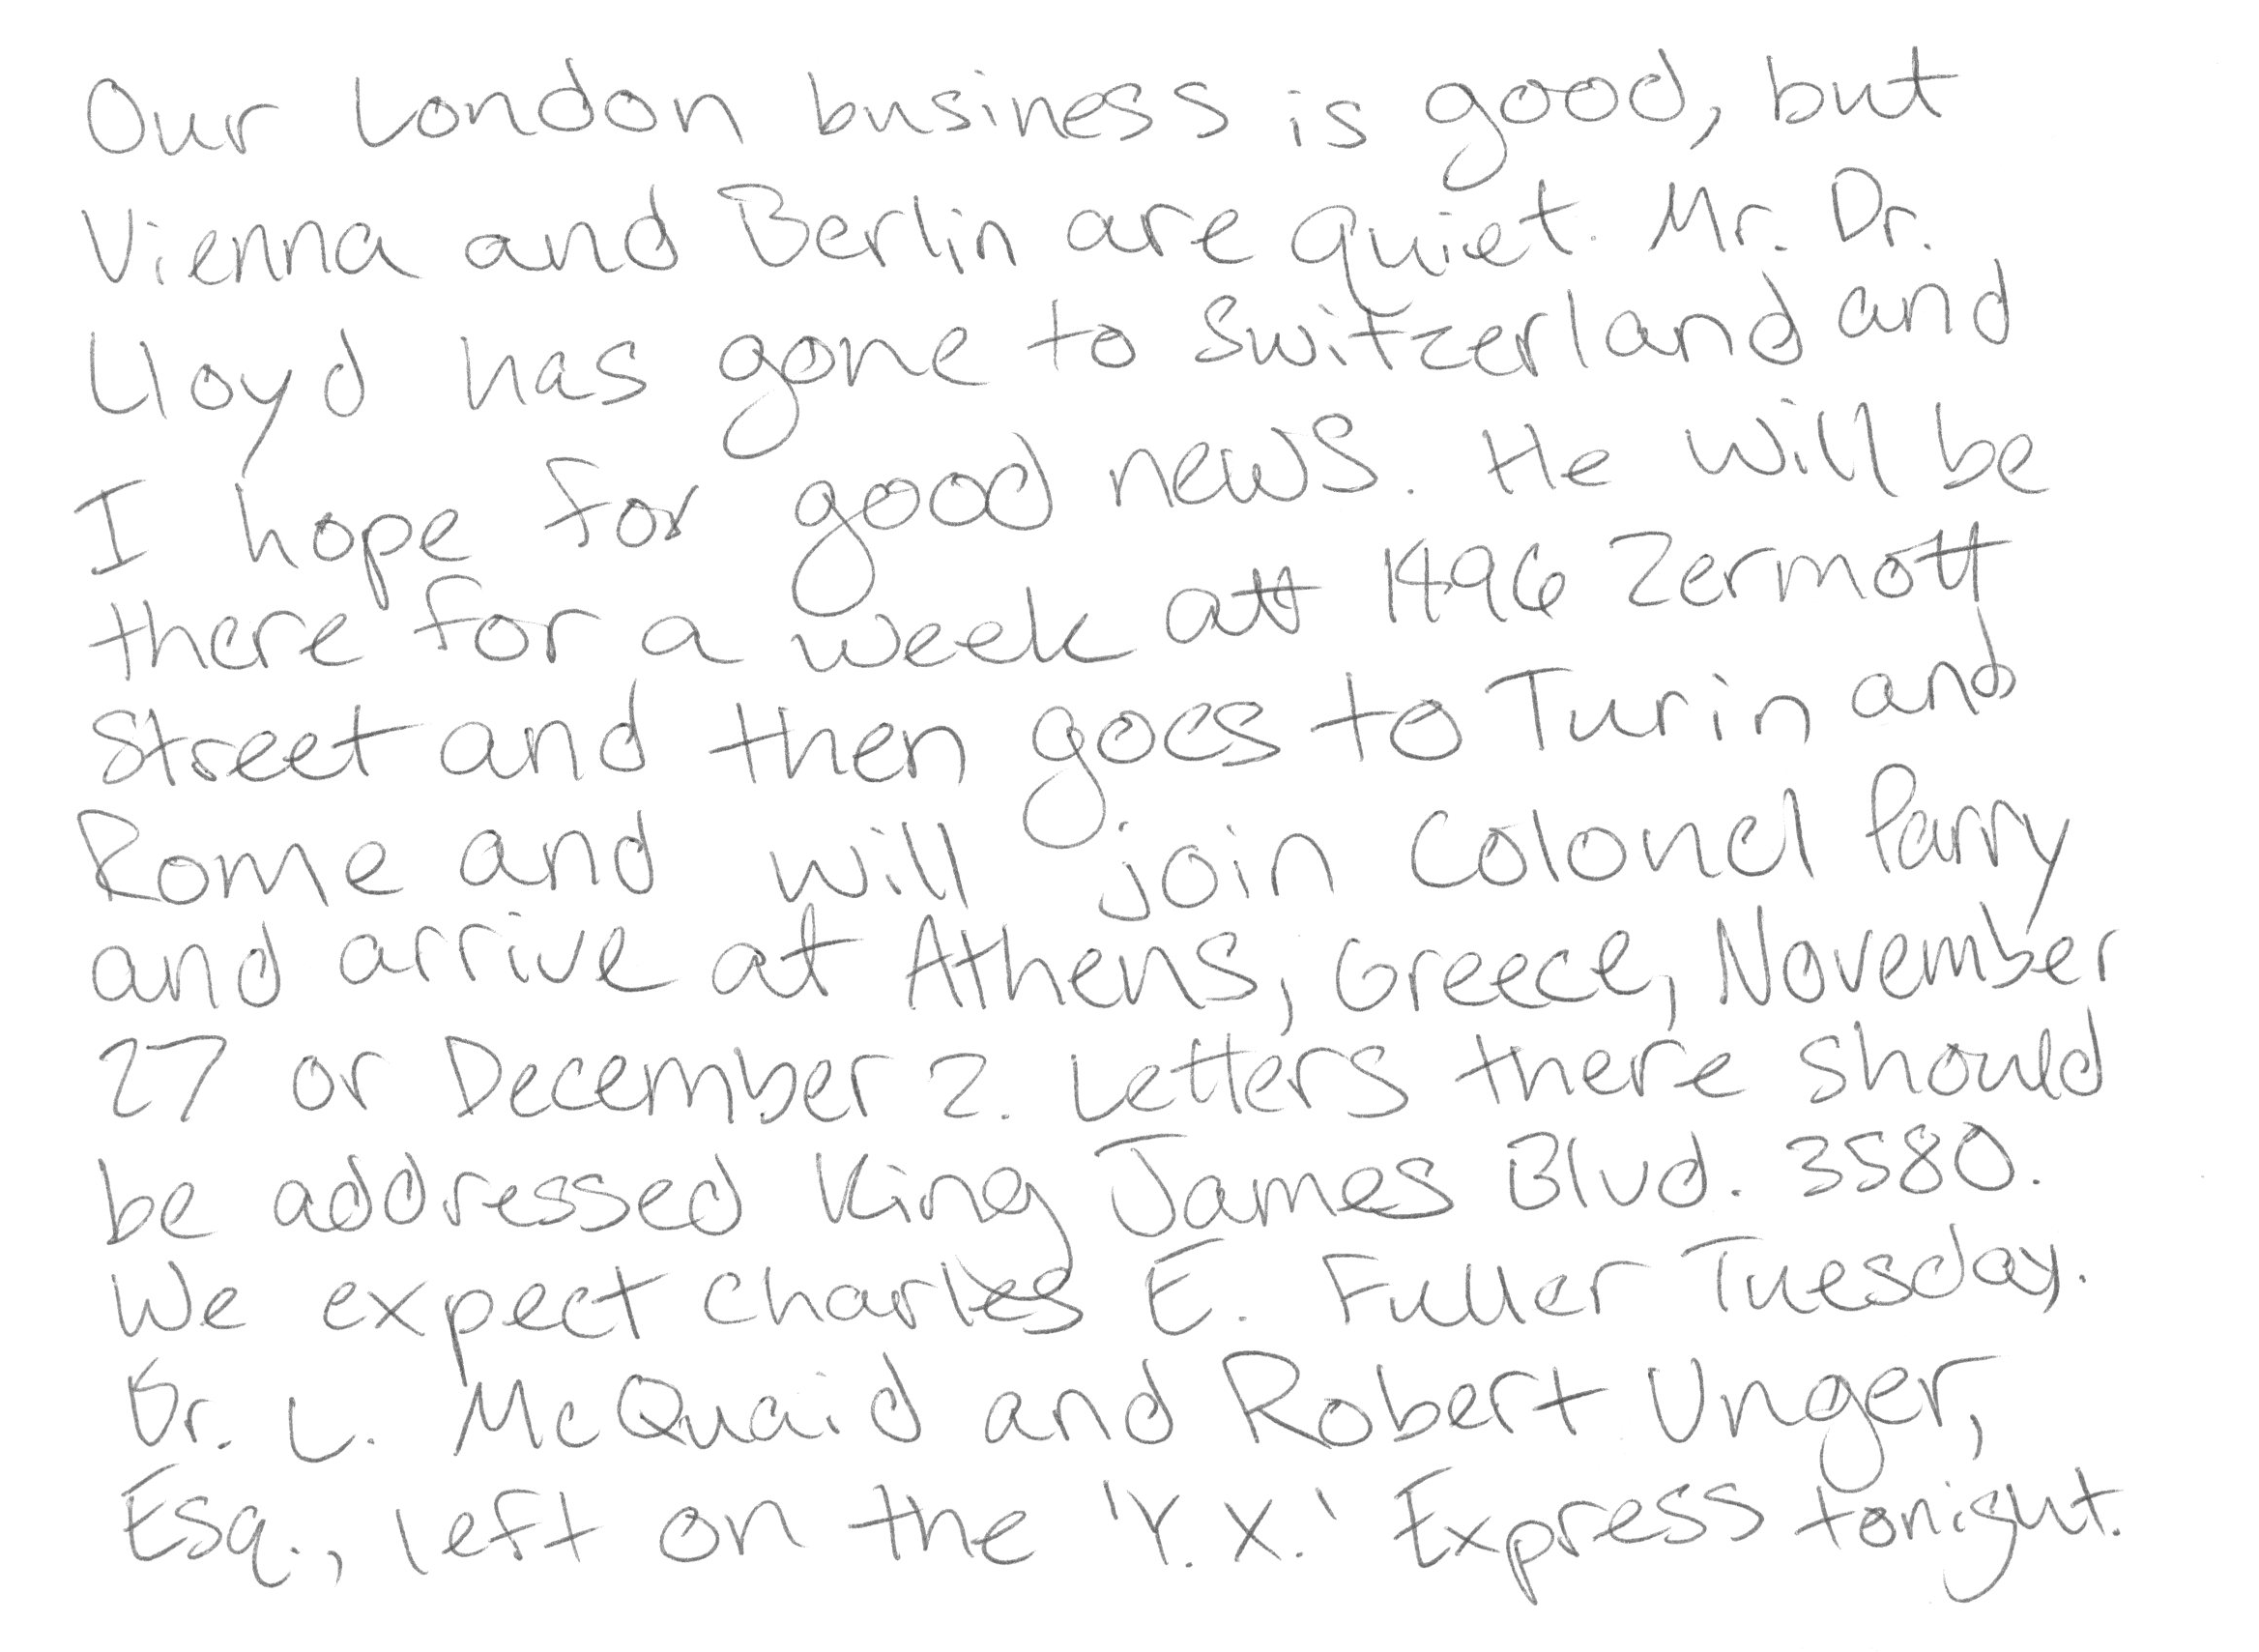 Our London business is good, but
Vienna and Berlin are quiet. Mr. Dr.
Lloyd has gone to Switzerland and
I hope for good news. He will be
there for a week at 1496 Zermott
Street and then goes to Turin and
Rome and will join Colonel Parry
and arrive at Athens, Greece, November
27 or December 2. Letters there should
be addressed King James Blvd. 3580.
We expect Charles E. Fuller Tuesday.
Dr. L. McQuaid and Robert Unger,
Esq., left on the 'Y.X.' Express tonight.